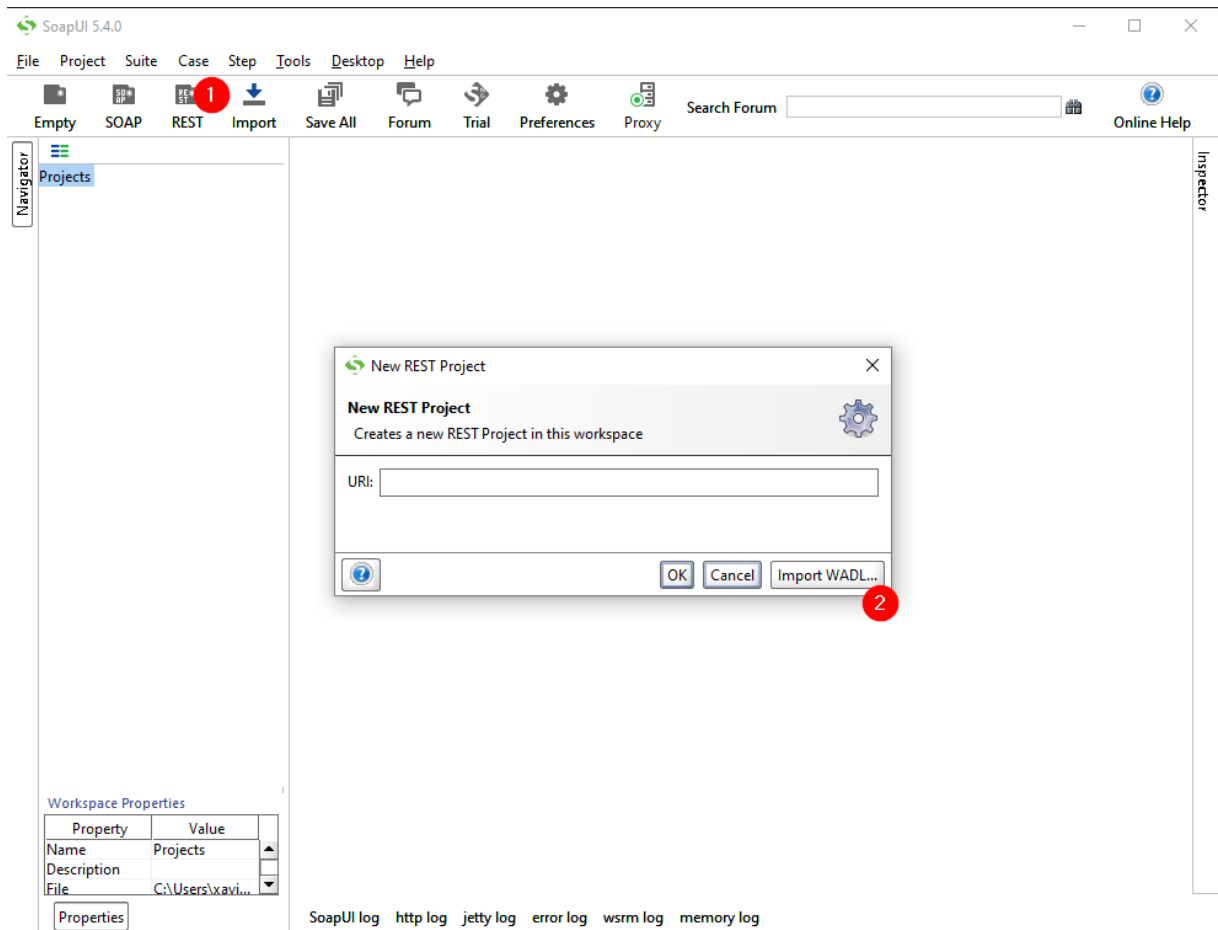 SoapUI 5.4.0
File Project Suite Case Step Tools Desktop Help
Empty SOAP REST 1 Import Save All Forum Trial Preferences Proxy Search Forum Online Help
Navigator
Projects
Inspector
New REST Project
New REST Project
Creates a new REST Project in this workspace
URI:
OK Cancel Import WADL...
2
Workspace Properties
Property Value
Name Projects
Description
File C:\Users\xavi...
Properties
SoapUI log http log jetty log error log wsrm log memory log